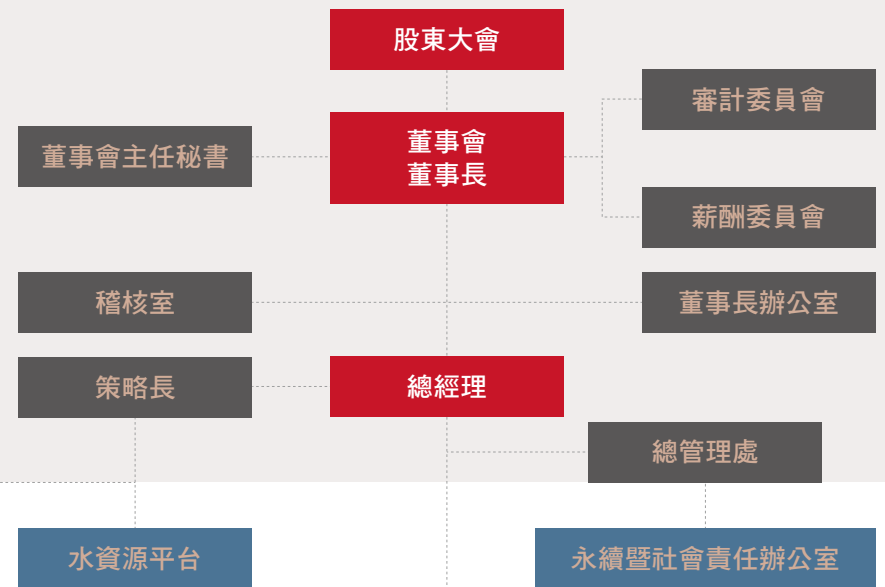 股東大會
審計委員會
董事會主任秘書
董事會
董事長
薪酬委員會
稽核室
董事長辦公室
策略長
總經理
總管理處
水資源平台
永續暨社會責任辦公室